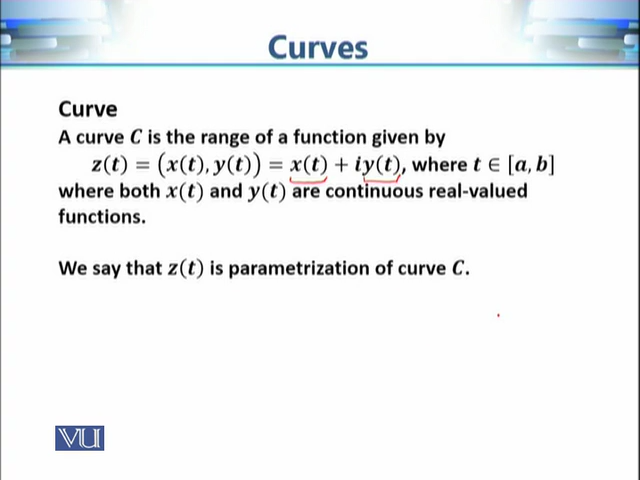 Curves
Curve
A curve C is the range of a function given by
z(t) = (x(t), y(t)) = x(t) + iy(t), where t ∈ [a, b]
where both x(t) and y(t) are continuous real-valued
functions.
We say that z(t) is parametrization of curve C.
VU